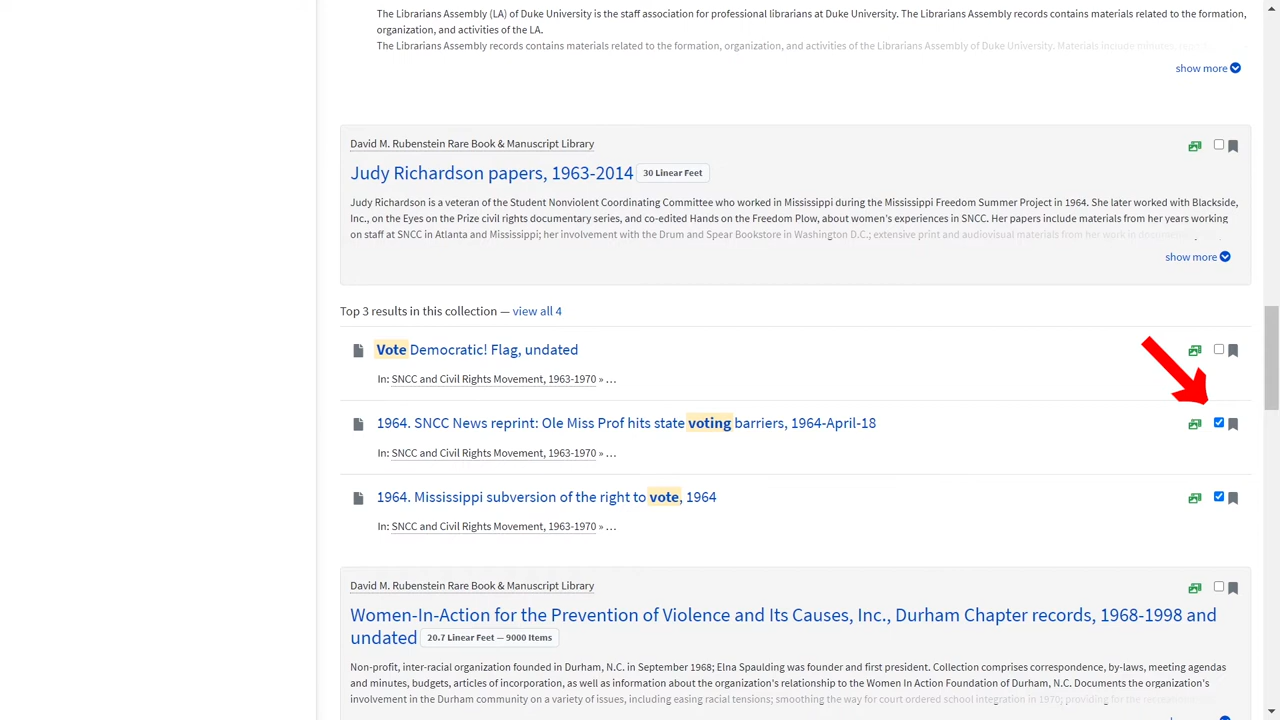 The Librarians Assembly (LA) of Duke University is the staff association for professional librarians at Duke University. The Librarians Assembly records contains materials related to the formation,
organization, and activities of the LA.
The Librarians Assembly records contains materials related to the formation, organization, and activities of the Librarians Assembly of Duke University. Materials include minutes,
show more
David M. Rubenstein Rare Book & Manuscript Library
Judy Richardson papers, 1963-2014 30 Linear Feet
Judy Richardson is a veteran of the Student Nonviolent Coordinating Committee who worked in Mississippi during the Mississippi Freedom Summer Project in 1964. She later worked with Blackside,
Inc., on the Eyes on the Prize civil rights documentary series, and co-edited Hands on the Freedom Plow, about women's experiences in SNCC. Her papers include materials from her years working
on staff at SNCC in Atlanta and Mississippi; her involvement with the Drum and Spear Bookstore in Washington D.C.; extensive print and audiovisual materials from her work in
show more
Top 3 results in this collection — view all 4
Vote Democratic! Flag, undated
In: SNCC and Civil Rights Movement, 1963-1970 » ...
1964. SNCC News reprint: Ole Miss Prof hits state voting barriers, 1964-April-18
In: SNCC and Civil Rights Movement, 1963-1970 » ...
1964. Mississippi subversion of the right to vote, 1964
In: SNCC and Civil Rights Movement, 1963-1970 » ...
David M. Rubenstein Rare Book & Manuscript Library
Women-In-Action for the Prevention of Violence and Its Causes, Inc., Durham Chapter records, 1968-1998 and
undated 20.7 Linear Feet — 9000 Items
Non-profit, inter-racial organization founded in Durham, N.C. in September 1968; Elna Spaulding was founder and first president. Collection comprises correspondence, by-laws, meeting agendas
and minutes, budgets, articles of incorporation, as well as information about the organization's relationship to the Women In Action Foundation of Durham, N.C. Documents the organization's
involvement in the Durham community on a variety of issues, including easing racial tensions; smoothing the way for court ordered school integration in 1970; providing for the